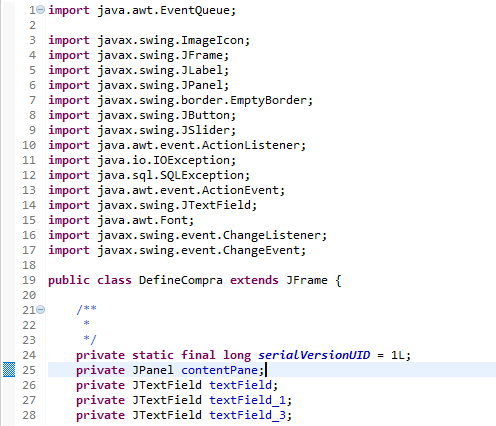 1 import java.awt.EventQueue;
2
3 import javax.swing.ImageIcon;
4 import javax.swing.JFrame;
5 import javax.swing.JLabel;
6 import javax.swing.JPanel;
7 import javax.swing.border.EmptyBorder;
8 import javax.swing.JButton;
9 import javax.swing.JSlider;
10 import java.awt.event.ActionListener;
11 import java.io.IOException;
12 import java.sql.SQLException;
13 import java.awt.event.ActionEvent;
14 import javax.swing.JTextField;
15 import java.awt.Font;
16 import javax.swing.event.ChangeListener;
17 import javax.swing.event.ChangeEvent;
18
19 public class DefineCompra extends JFrame {
20
21 /**
22 *
23 */
24 private static final long serialVersionUID = 1L;
25 private JPanel contentPane;
26 private JTextField textField;
27 private JTextField textField_1;
28 private JTextField textField_3;